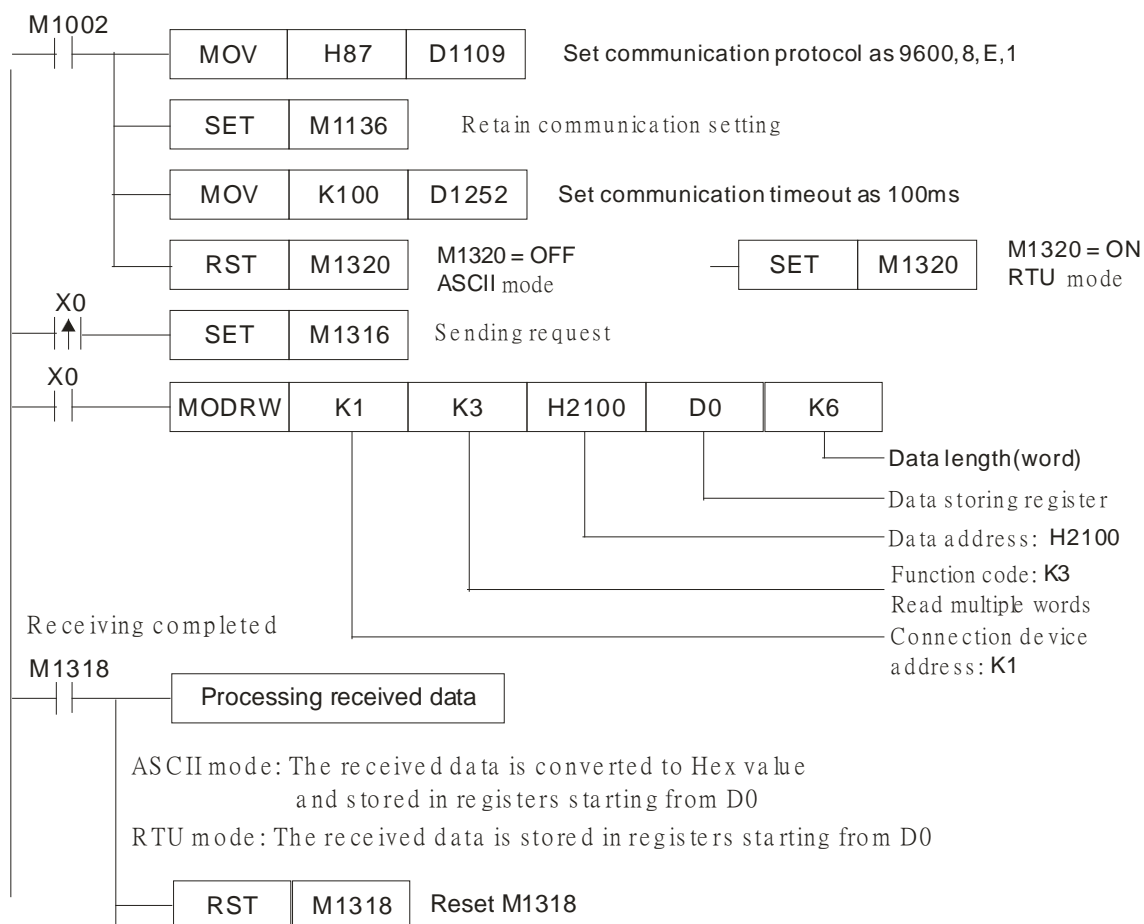 M1002
MOV H87 D1109 Set communication protocol as 9600,8,E,1
SET M1136 Retain communication setting
MOV K100 D1252 Set communication timeout as 100ms
RST M1320 M1320 = OFF
ASCII mode
SET M1320 M1320 = ON
RTU mode
X0
SET M1316 Sending request
X0
MODRW K1 K3 H2100 D0 K6
Data length(word)
Data storing register
Data address: H2100
Function code: K3
Read multiple words
Connection device
address: K1
Receiving completed
M1318
Processing received data
ASCII mode: The received data is converted to Hex value
and stored in registers starting from D0
RTU mode: The received data is stored in registers starting from D0
RST M1318 Reset M1318